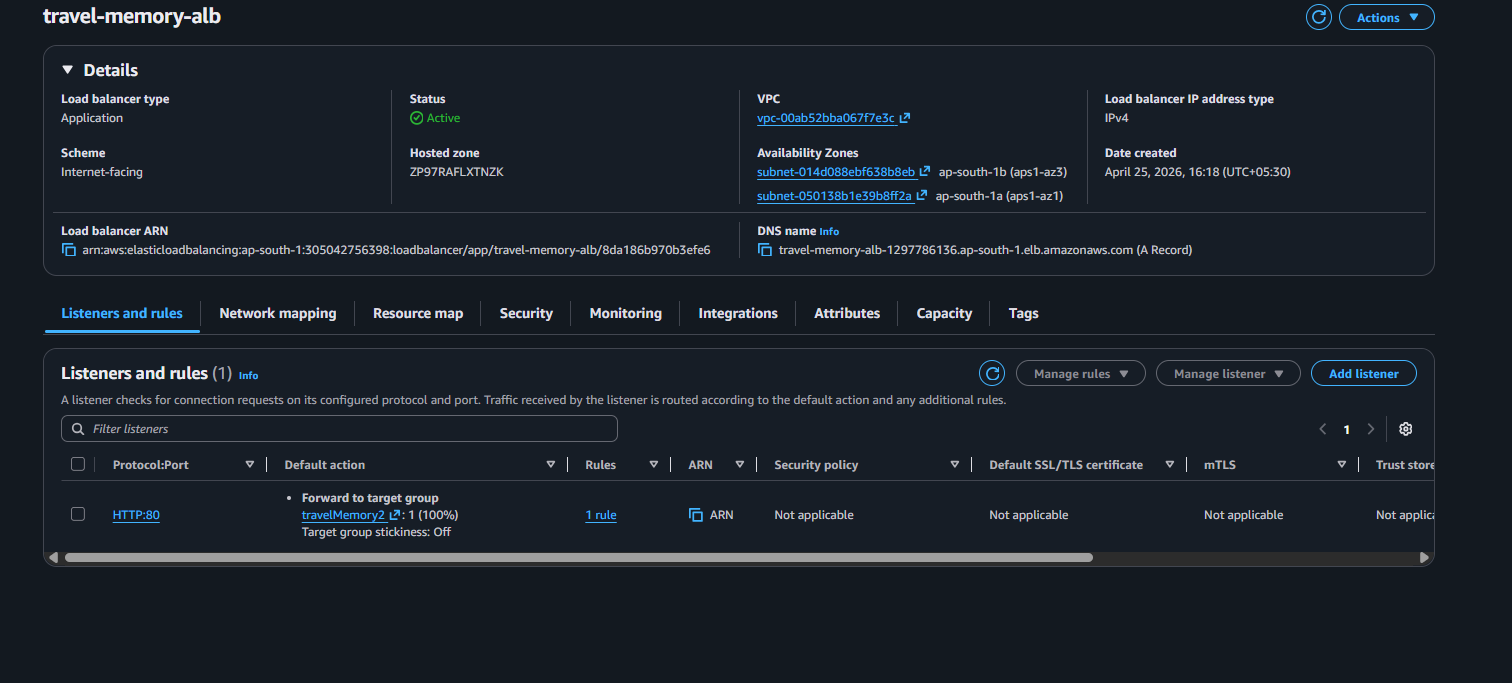 travel-memory-alb
Actions
Details
Load balancer type
Application
Status
Active
VPC
vpc-00ab52bba067f7e3c
Load balancer IP address type
IPv4
Scheme
Internet-facing
Hosted zone
ZP97RAFLXTNZK
Availability Zones
subnet-014d088ebf638b8eb ap-south-1b (aps1-az3)
subnet-050138b1e39b8ff2a ap-south-1a (aps1-az1)
Date created
April 25, 2026, 16:18 (UTC+05:30)
Load balancer ARN
arn:aws:elasticloadbalancing:ap-south-1:305042756398:loadbalancer/app/travel-memory-alb/8da186b970b3efe6
DNS name Info
travel-memory-alb-1297786136.ap-south-1.elb.amazonaws.com (A Record)
Listeners and rules Network mapping Resource map Security Monitoring Integrations Attributes Capacity Tags
Listeners and rules (1) Info
Manage rules Manage listener Add listener
A listener checks for connection requests on its configured protocol and port. Traffic received by the listener is routed according to the default action and any additional rules.
Filter listeners
1
Protocol:Port Default action Rules ARN Security policy Default SSL/TLS certificate mTLS Trust store
HTTP:80
• Forward to target group
travelMemory2 : 1 (100%)
Target group stickiness: Off
1 rule
ARN
Not applicable
Not applicable
Not applicable
Not applica